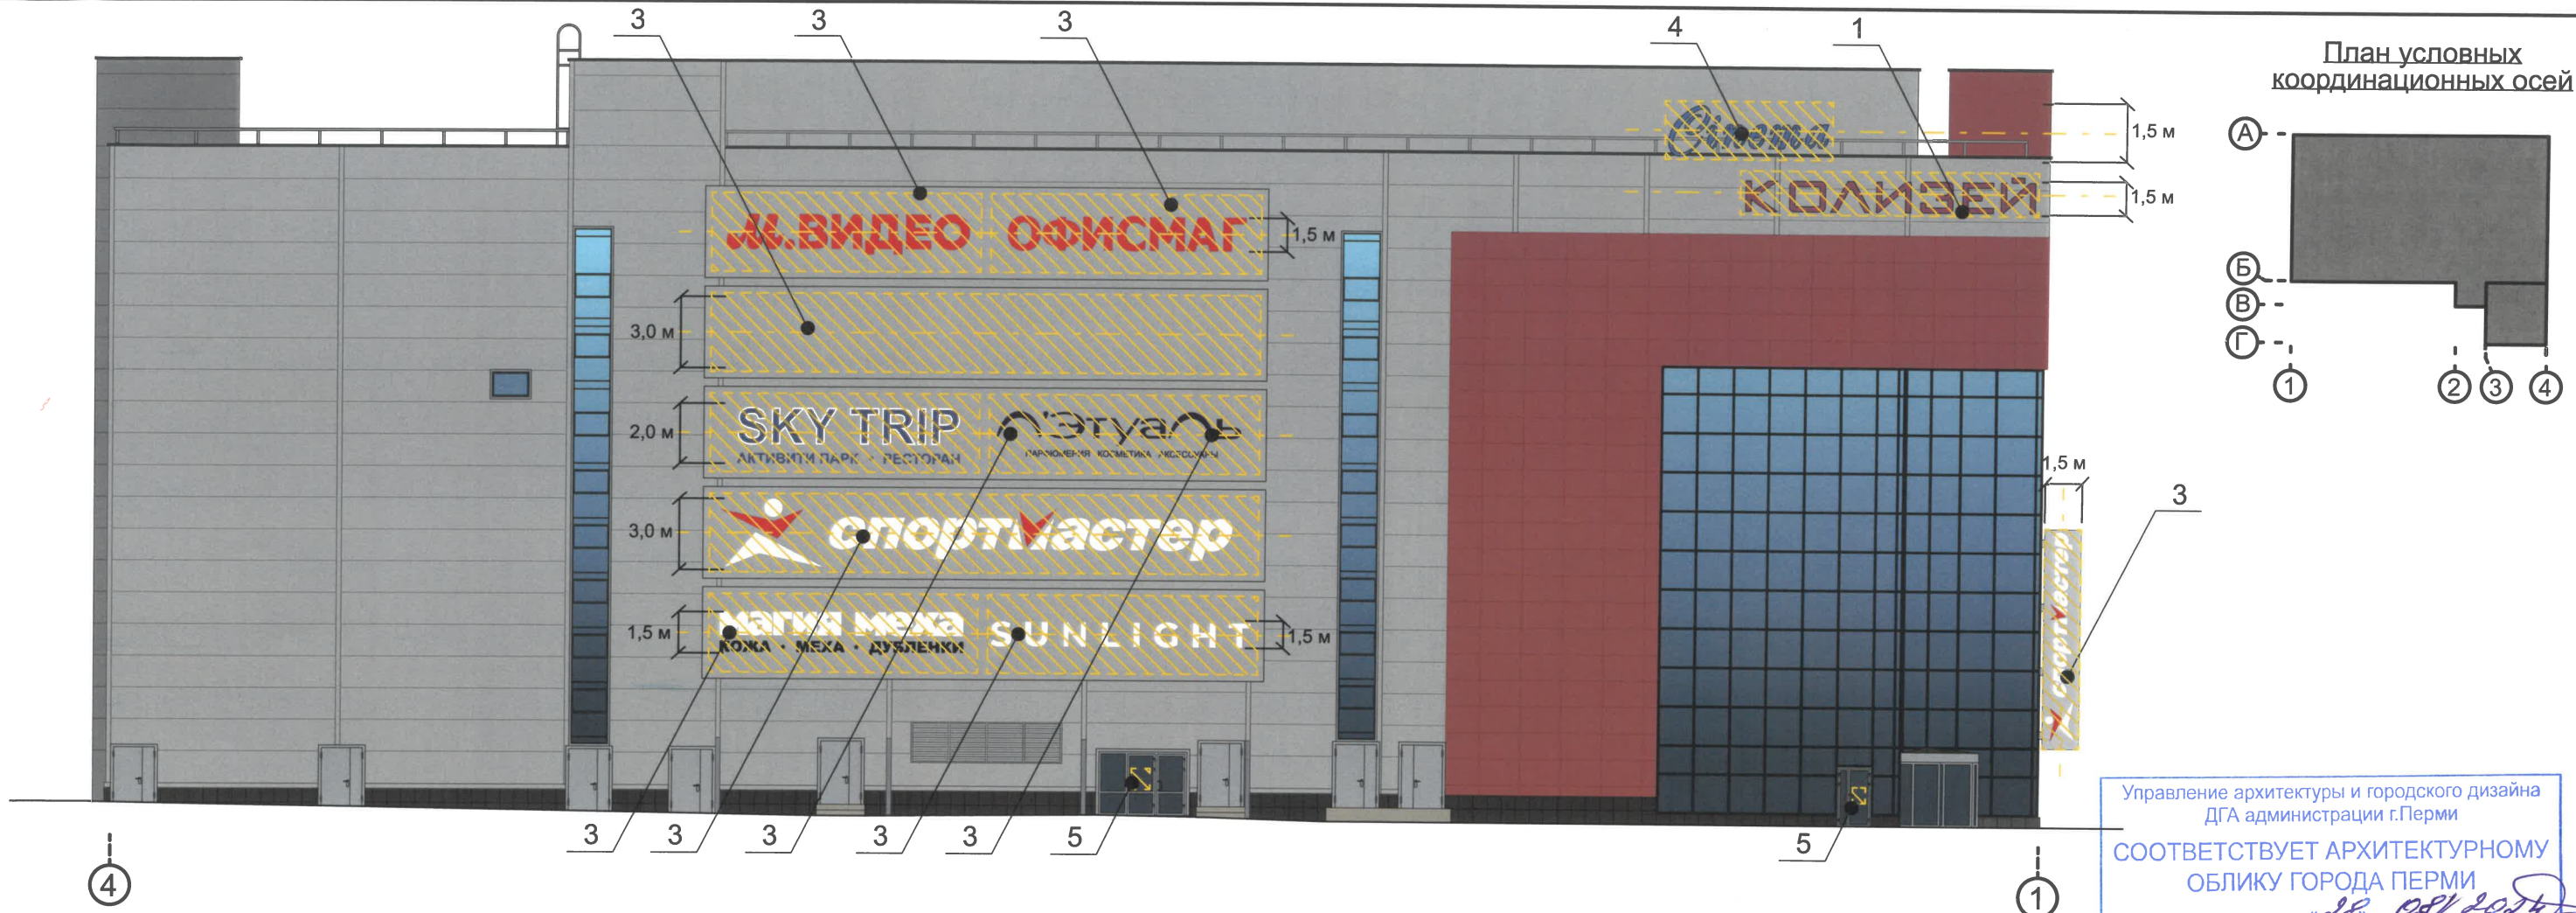 3
3
3
4
1
План условных
координационных осей
1,5 м
1,5 м
Cinema
КОЛИЗЕЙ
А
Б
В
Г
1
2
3
4
М.ВИДЕО
ОФИСМАГ
1,5 м
3,0 м
2,0 м
SKY TRIP
АКТИВИТИ ПАРК · РЕСТОРАН
Л'Этуаль
ПАРФЮМЕРИЯ КОСМЕТИКА АКСЕССУАРЫ
3,0 м
спортмастер
1,5 м
магия меха
КОЖА · МЕХА · ДУБЛЕНКИ
SUNLIGHT
1,5 м
1,5 м
3
спортмастер
3
3
3
3
3
5
5
4
1
Управление архитектуры и городского дизайна
ДГА администрации г.Перми
СООТВЕТСТВУЕТ АРХИТЕКТУРНОМУ
ОБЛИКУ ГОРОДА ПЕРМИ